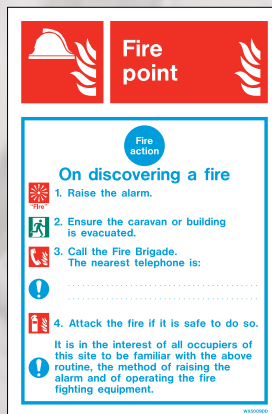 Fire
point
Fire
action
On discovering a fire
"Fire"
1. Raise the alarm.
2. Ensure the caravan or building
is evacuated.
3. Call the Fire Brigade.
The nearest telephone is:
4. Attack the fire if it is safe to do so.
It is in the interest of all occupiers of
this site to be familiar with the above
routine, the method of raising the
alarm and of operating the fire
fighting equipment.